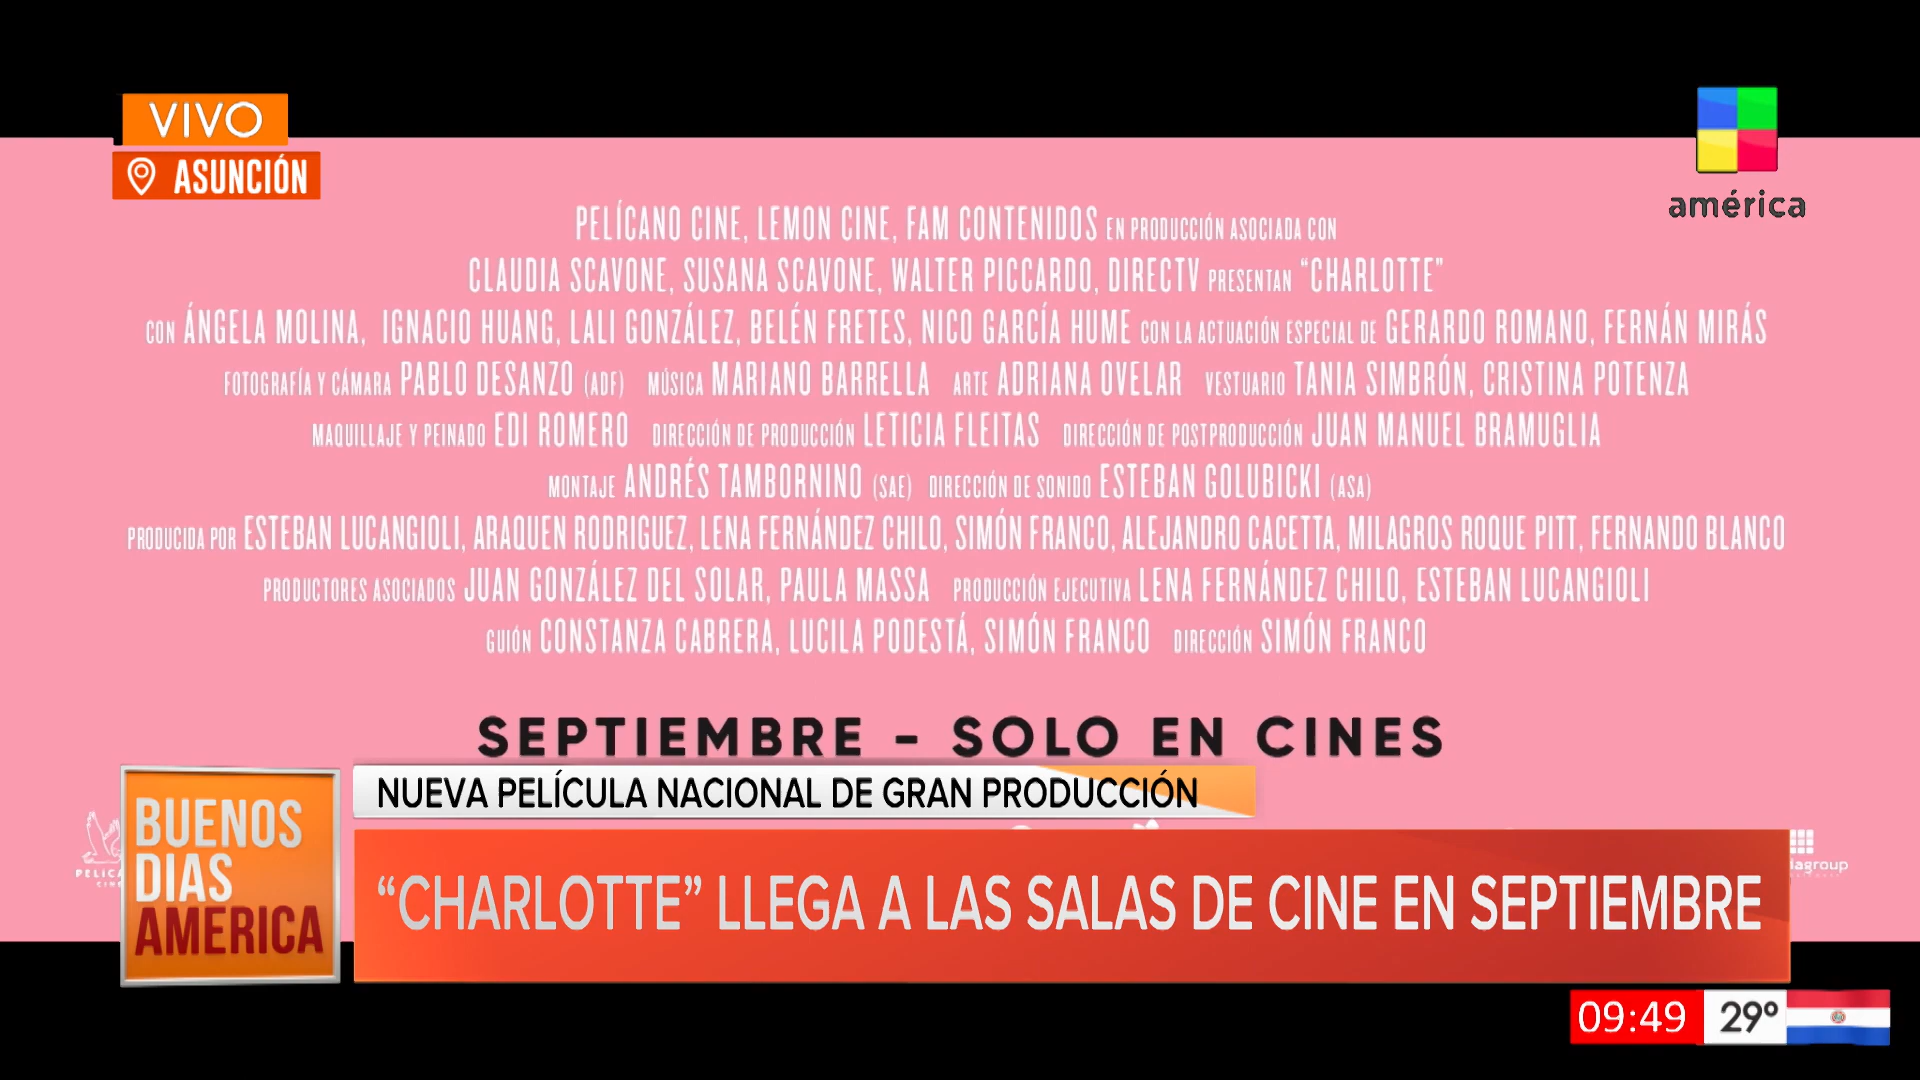 VIVO
ASUNCIÓN
américa
PELÍCANO CINE, LEMON CINE, FAM CONTENIDOS EN PRODUCCIÓN ASOCIADA CON
CLAUDIA SCAVONE, SUSANA SCAVONE, WALTER PICCARDO, DIRECTV PRESENTAN “CHARLOTTE”
CON ÁNGELA MOLINA, IGNACIO HUANG, LALI GONZÁLEZ, BELÉN FRETES, NICO GARCÍA HUME CON LA ACTUACIÓN ESPECIAL DE GERARDO ROMANO, FERNÁN MIRÁS
FOTOGRAFÍA Y CÁMARA PABLO DESANZO (ADF) MÚSICA MARIANO BARRELLA ARTE ADRIANA OVELAR VESTUARIO TANIA SIMBRÓN, CRISTINA POTENZA
MAQUILLAJE Y PEINADO EDI ROMERO DIRECCIÓN DE PRODUCCIÓN LETICIA FLEITAS DIRECCIÓN DE POSTPRODUCCIÓN JUAN MANUEL BRAMUGLIA
MONTAJE ANDRÉS TAMBORNINO (SAE) DIRECCIÓN DE SONIDO ESTEBAN GOLUBICKI (ASA)
PRODUCIDA POR ESTEBAN LUCANGIOLI, ARAQUEN RODRIGUEZ, LENA FERNÁNDEZ CHILO, SIMÓN FRANCO, ALEJANDRO CACETTA, MILAGROS ROQUE PITT, FERNANDO BLANCO
PRODUCTORES ASOCIADOS JUAN GONZÁLEZ DEL SOLAR, PAULA MASSA PRODUCCIÓN EJECUTIVA LENA FERNÁNDEZ CHILO, ESTEBAN LUCANGIOLI
GUIÓN CONSTANZA CABRERA, LUCILA PODESTÁ, SIMÓN FRANCO DIRECCIÓN SIMÓN FRANCO
SEPTIEMBRE - SOLO EN CINES
NUEVA PELÍCULA NACIONAL DE GRAN PRODUCCIÓN
BUENOS
DIAS
AMERICA
“CHARLOTTE” LLEGA A LAS SALAS DE CINE EN SEPTIEMBRE
09:49 29º